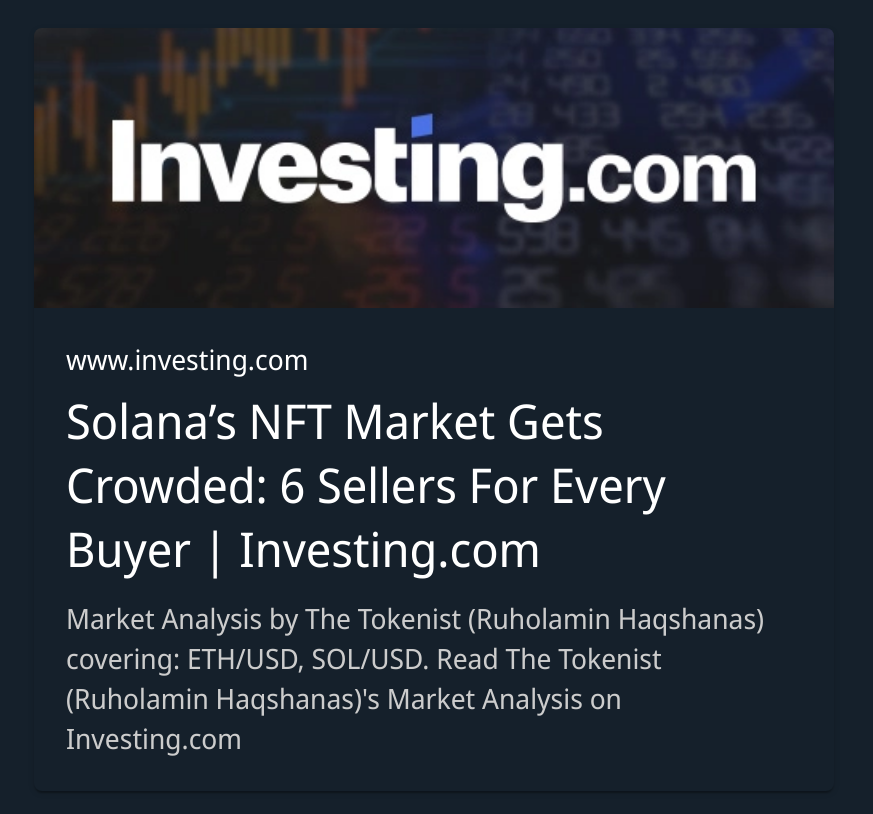 Investing.com
www.investing.com
Solana’s NFT Market Gets
Crowded: 6 Sellers For Every
Buyer | Investing.com
Market Analysis by The Tokenist (Ruholamin Haqshanas)
covering: ETH/USD, SOL/USD. Read The Tokenist
(Ruholamin Haqshanas)'s Market Analysis on
Investing.com